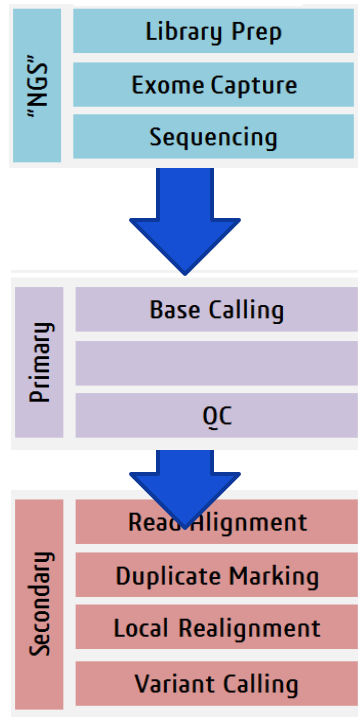 "NGS"
Library Prep
Exome Capture
Sequencing
Primary
Base Calling
QC
Secondary
Read Alignment
Duplicate Marking
Local Realignment
Variant Calling